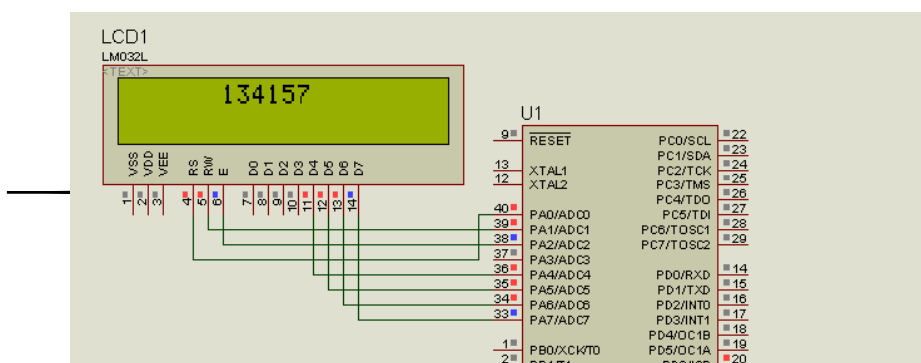 LCD1
LM032L
<TEXT>
134157
VSS VDD VEE RS RW E D0 D1 D2 D3 D4 D5 D6 D7
1 2 3 4 5 6 7 8 9 10 11 12 13 14
U1
9 RESET PC0/SCL 22
PC1/SDA 23
13 XTAL1 PC2/TCK 24
12 XTAL2 PC3/TMS 25
PC4/TDO 26
40 PA0/ADC0 PC5/TDI 27
39 PA1/ADC1 PC6/TOSC1 28
38 PA2/ADC2 PC7/TOSC2 29
37 PA3/ADC3
36 PA4/ADC4 PD0/RXD 14
35 PA5/ADC5 PD1/TXD 15
34 PA6/ADC6 PD2/INT0 16
33 PA7/ADC7 PD3/INT1 17
PD4/OC1B 18
1 PB0/XCK/T0 PD5/OC1A 19
2 20